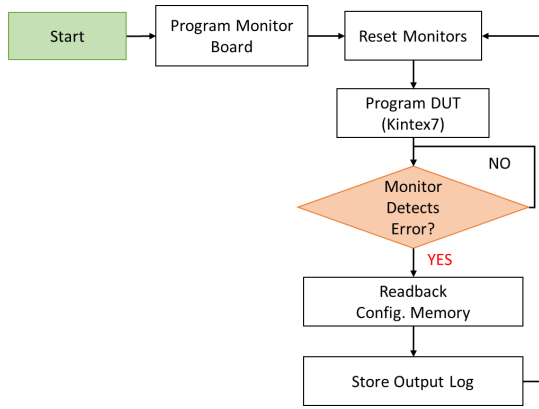 Start
Program Monitor
Board
Reset Monitors
Program DUT
(Kintex7)
NO
Monitor
Detects
Error?
YES
Readback
Config. Memory
Store Output Log